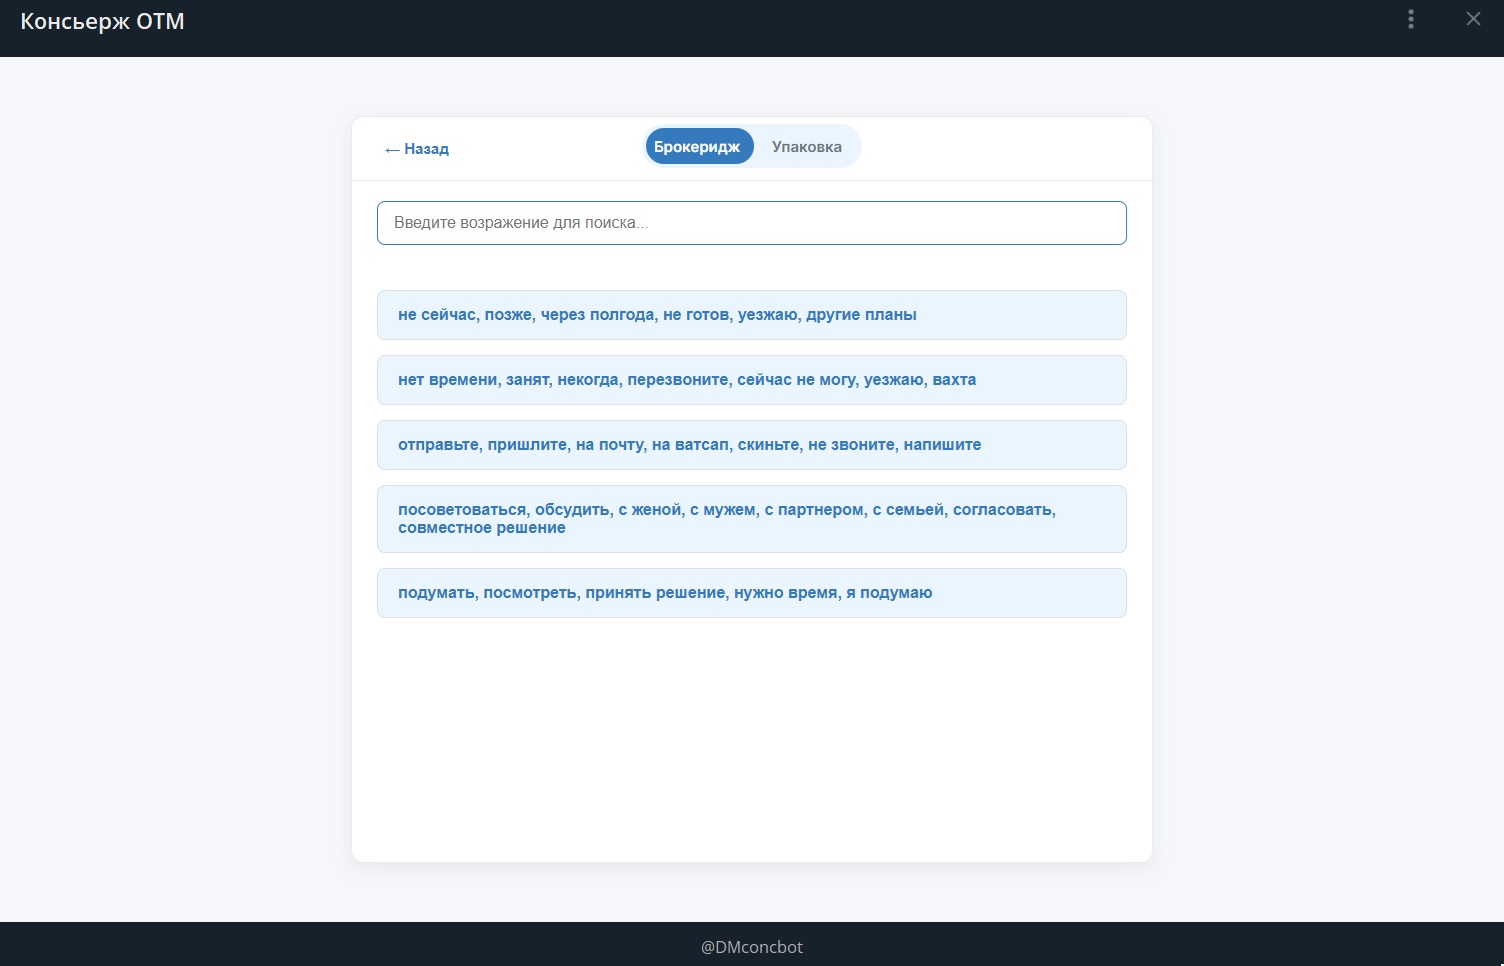 Консьерж ОТМ
← Назад
Брокеридж
Упаковка
Введите возражение для поиска...
не сейчас, позже, через полгода, не готов, уезжаю, другие планы
нет времени, занят, некогда, перезвоните, сейчас не могу, уезжаю, вахта
отправьте, пришлите, на почту, на ватсап, скиньте, не звоните, напишите
посоветоваться, обсудить, с женой, с мужем, с партнером, с семьей, согласовать,
совместное решение
подумать, посмотреть, принять решение, нужно время, я подумаю
@DMconcbot